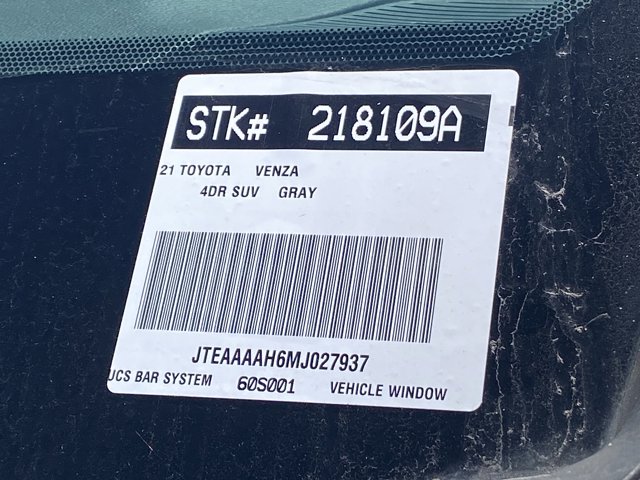 STK# 218109A
21 TOYOTA VENZA
4DR SUV GRAY
JTEAAAAH6MJ027937
UCS BAR SYSTEM 60S001 VEHICLE WINDOW